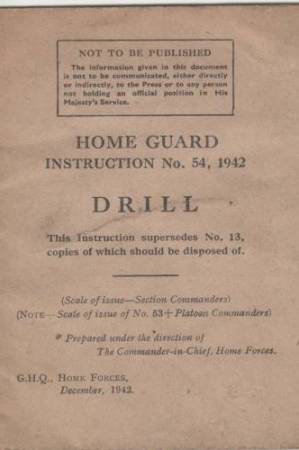 NOT TO BE PUBLISHED
The information given in this document
is not to be communicated, either directly
or indirectly, to the Press or to any person
not holding an official position in His
Majesty's Service.
HOME GUARD
INSTRUCTION No. 54, 1942
DRILL
This Instruction supersedes No. 13,
copies of which should be disposed of.
(Scale of issue—Section Commanders)
(NOTE—Scale of issue of No. 53+Platoon Commanders)
* Prepared under the direction of
The Commander-in-Chief, Home Forces.
G.H.Q., HOME FORCES,
December, 1942.